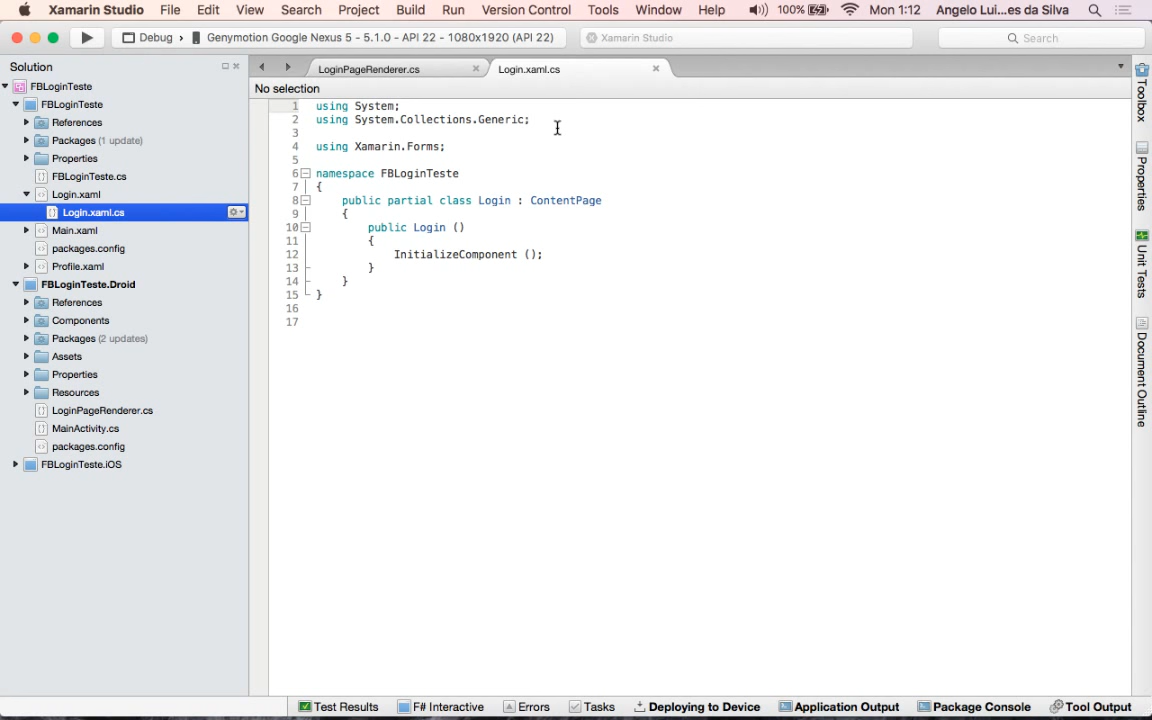 Xamarin Studio File Edit View Search Project Build Run Version Control Tools Window Help 100% Mon 1:12 Angelo Lui...es da Silva
Debug Genymotion Google Nexus 5 - 5.1.0 - API 22 - 1080x1920 (API 22) Xamarin Studio Search
Solution
FBLoginTeste
FBLoginTeste
References
Packages (1 update)
Properties
FBLoginTeste.cs
Login.xaml
Login.xaml.cs
Main.xaml
packages.config
Profile.xaml
FBLoginTeste.Droid
References
Components
Packages (2 updates)
Assets
Properties
Resources
LoginPageRenderer.cs
MainActivity.cs
packages.config
FBLoginTeste.iOS
LoginPageRenderer.cs Login.xaml.cs
No selection
1 using System;
2 using System.Collections.Generic;
3
4 using Xamarin.Forms;
5
6 namespace FBLoginTeste
7 {
8 public partial class Login : ContentPage
9 {
10 public Login ()
11 {
12 InitializeComponent ();
13 }
14 }
15 }
16
17
Toolbox
Properties
Unit Tests
Document Outline
Test Results F# Interactive Errors Tasks Deploying to Device Application Output Package Console Tool Output